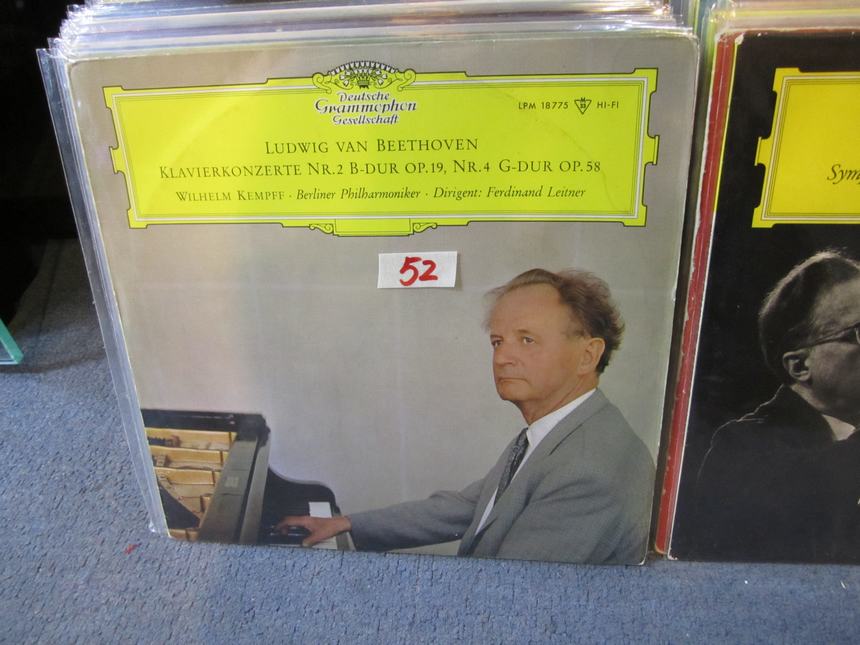 Deutsche
Grammophon
Gesellschaft
LPM 18775 33 HI-FI
LUDWIG VAN BEETHOVEN
KLAVIERKONZERTE NR.2 B-DUR OP.19, NR.4 G-DUR OP.58
WILHELM KEMPFF · Berliner Philharmoniker · Dirigent: Ferdinand Leitner
52